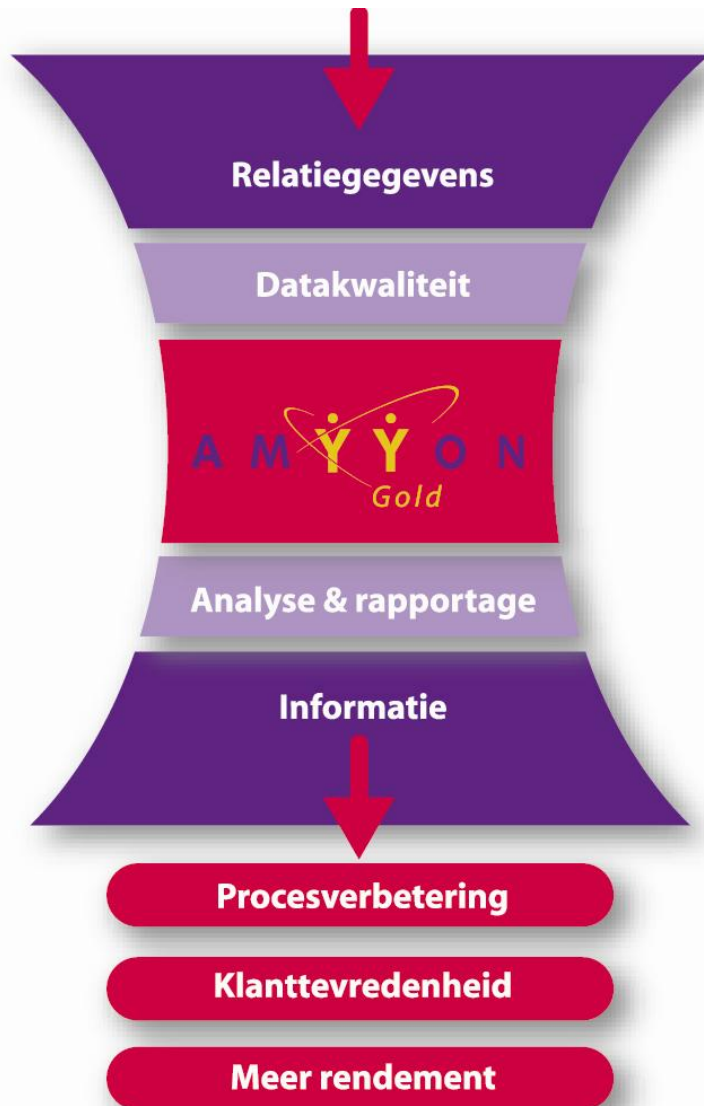 Relatiegegevens
Datakwaliteit
AMYYON
Gold
Analyse & rapportage
Informatie
Procesverbetering
Klanttevredenheid
Meer rendement